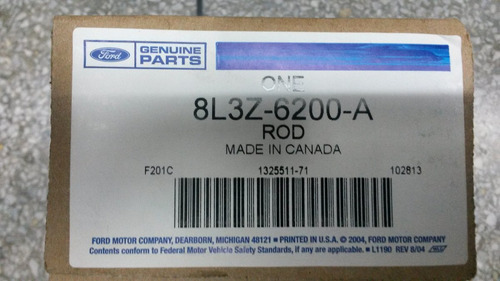 Ford
GENUINE
PARTS
ONE
8L3Z-6200-A
ROD
MADE IN CANADA
F201C 1325511-71 102813
FORD MOTOR COMPANY, DEARBORN, MICHIGAN 48121 ■ PRINTED IN U.S.A. © 2004, FORD MOTOR COMPANY
Contents conform to Federal Motor Vehicle Safety Standards, if any are applicable. ■ L1190 REV 8/04